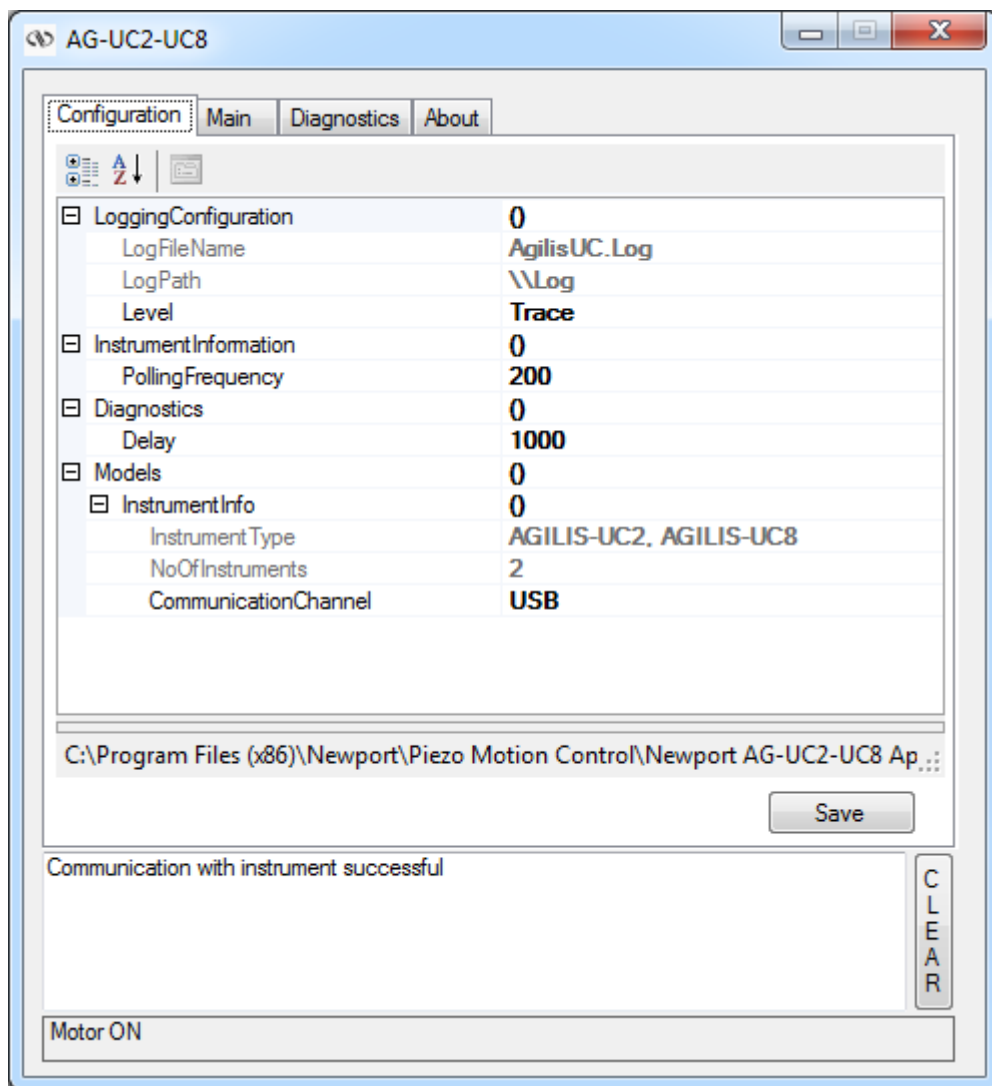 AG-UC2-UC8
Configuration Main Diagnostics About
LoggingConfiguration ()
LogFileName AgilisUC.Log
LogPath \\Log
Level Trace
InstrumentInformation ()
PollingFrequency 200
Diagnostics ()
Delay 1000
Models ()
InstrumentInfo ()
InstrumentType AGILIS-UC2, AGILIS-UC8
NoOfInstruments 2
CommunicationChannel USB
C:\Program Files (x86)\Newport\Piezo Motion Control\Newport AG-UC2-UC8 Ap
Save
Communication with instrument successful
CLEAR
Motor ON